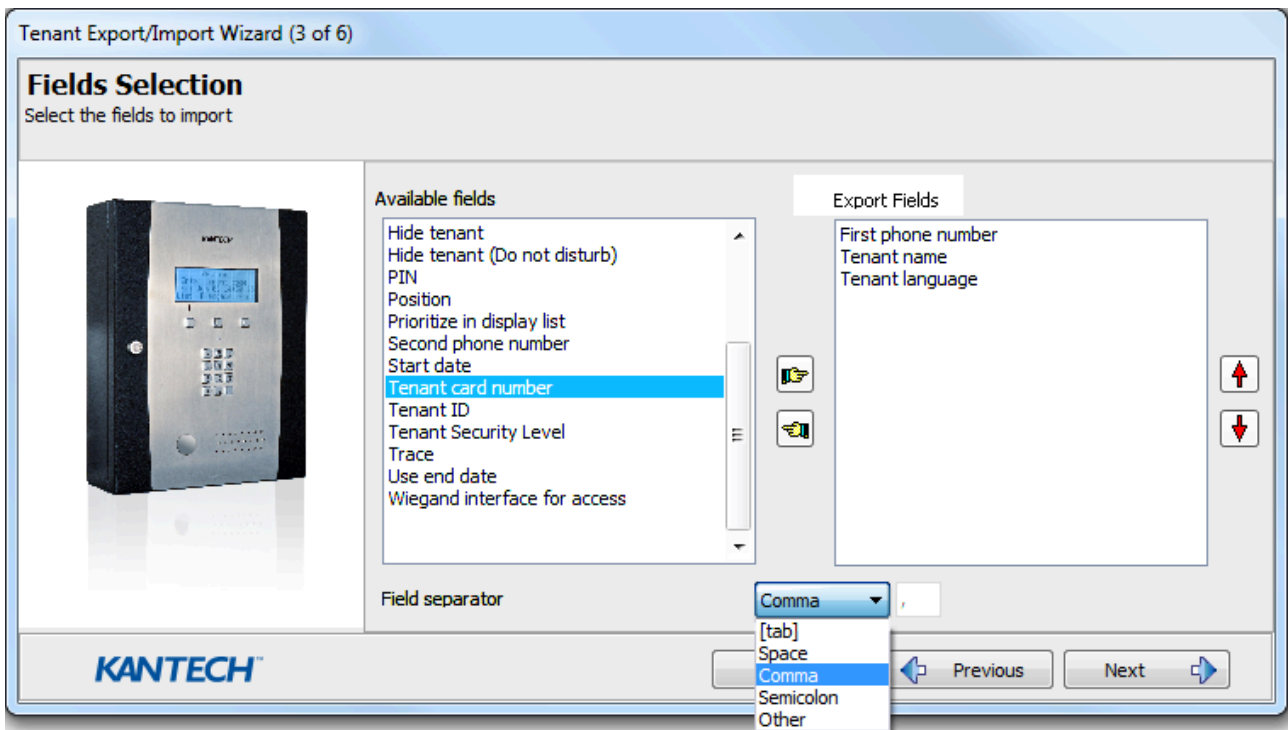 Tenant Export/Import Wizard (3 of 6)
Fields Selection
Select the fields to import
KANTECH
Available fields
Hide tenant
Hide tenant (Do not disturb)
PIN
Position
Prioritize in display list
Second phone number
Start date
Tenant card number
Tenant ID
Tenant Security Level
Trace
Use end date
Wiegand interface for access
Export Fields
First phone number
Tenant name
Tenant language
Field separator
Comma
,
[tab]
Space
Comma
Semicolon
Other
KANTECH™
Previous
Next